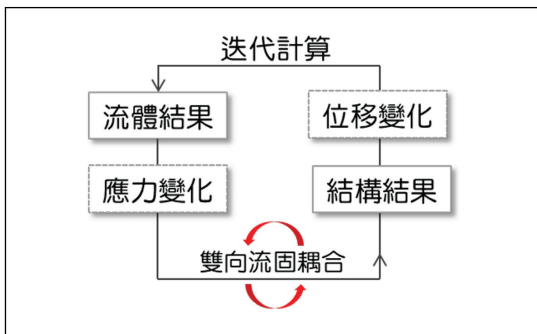 迭代計算
流體結果
位移變化
應力變化
結構結果
雙向流固耦合